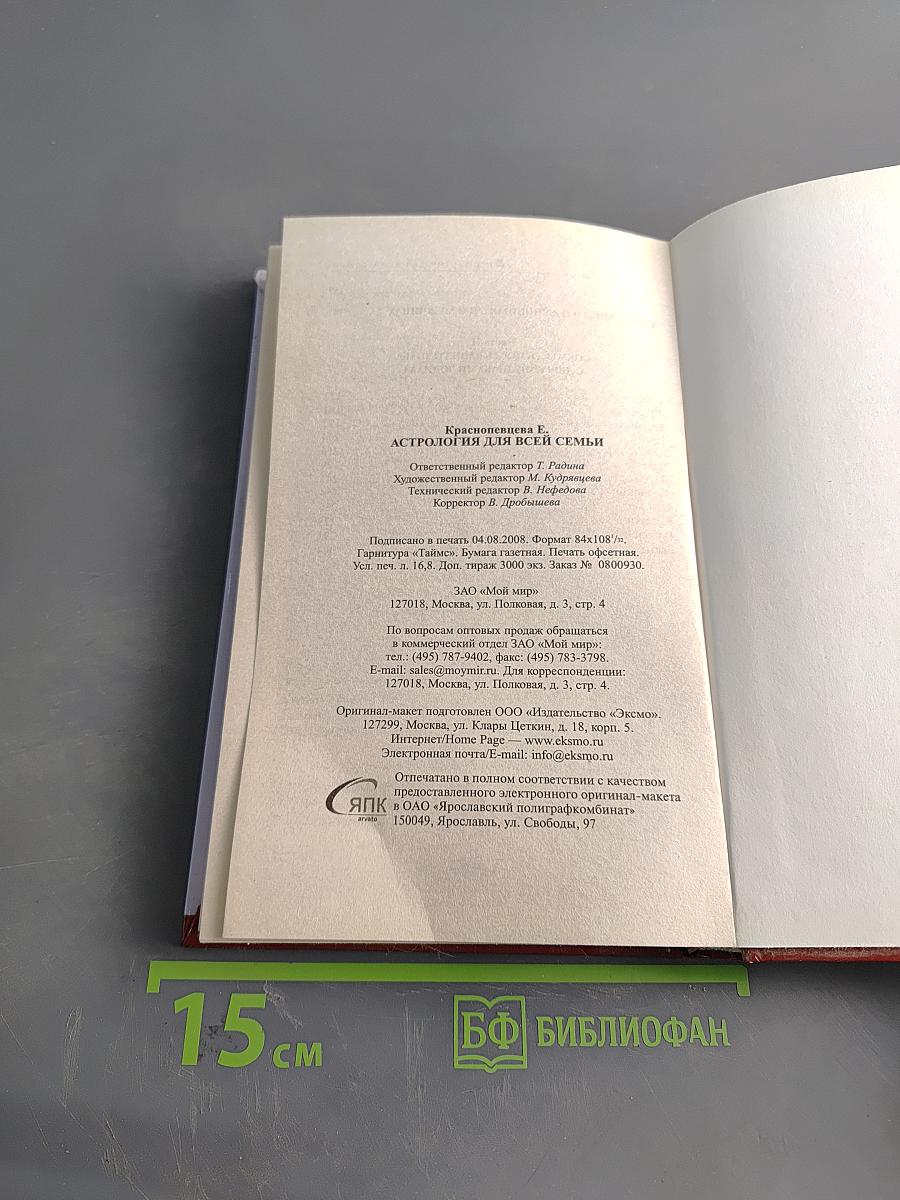 Краснопевцева Е.
АСТРОЛОГИЯ ДЛЯ ВСЕЙ СЕМЬИ
Ответственный редактор Т. Радина
Художественный редактор М. Кудрявцева
Технический редактор В. Нефедова
Корректор В. Дробышева
Подписано в печать 04.08.2008. Формат 84x108¹/₃₂.
Гарнитура «Таймс». Бумага газетная. Печать офсетная.
Усл. печ. л. 16,8. Доп. тираж 3000 экз. Заказ № 0800930.
ЗАО «Мой мир»
127018, Москва, ул. Полковая, д. 3, стр. 4
По вопросам оптовых продаж обращаться
в коммерческий отдел ЗАО «Мой мир»:
тел.: (495) 787-9402, факс: (495) 783-3798.
E-mail: sales@moymir.ru. Для корреспонденции:
127018, Москва, ул. Полковая, д. 3, стр. 4.
Оригинал-макет подготовлен ООО «Издательство «Эксмо».
127299, Москва, ул. Клары Цеткин, д. 18, корп. 5.
Интернет/Home Page — www.eksmo.ru
Электронная почта/E-mail: info@eksmo.ru
ЯПК
arvato
Отпечатано в полном соответствии с качеством
предоставленного электронного оригинал-макета
в ОАО «Ярославский полиграфкомбинат»
150049, Ярославль, ул. Свободы, 97
15 см
БФ БИБЛИОФАН